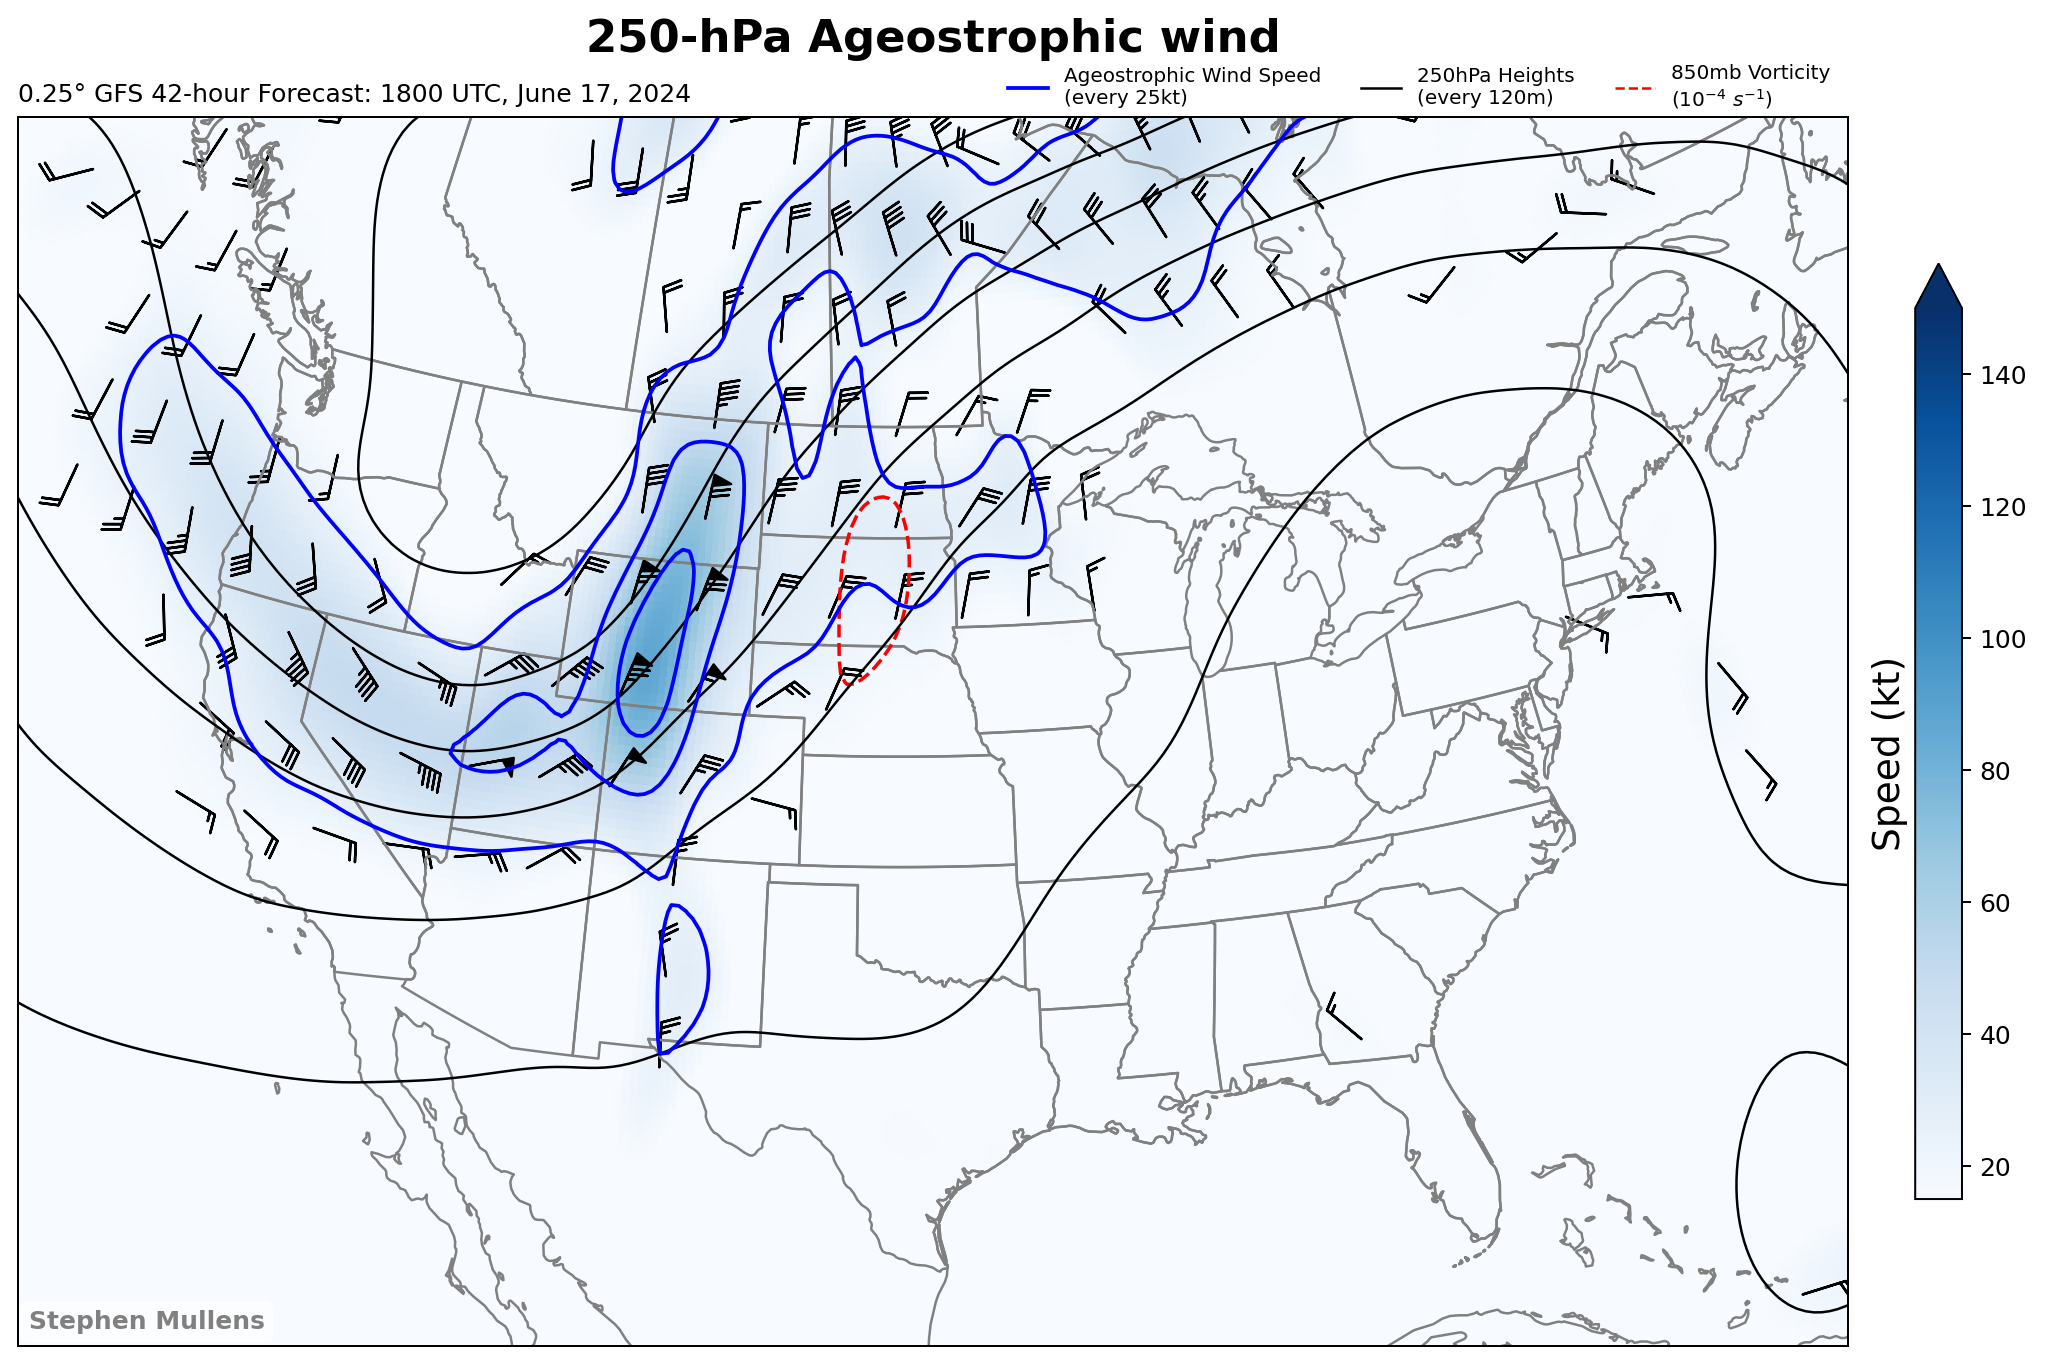 250-hPa Ageostrophic wind
0.25° GFS 42-hour Forecast: 1800 UTC, June 17, 2024
Ageostrophic Wind Speed
(every 25kt)
250hPa Heights
(every 120m)
850mb Vorticity
(10⁻⁴ s⁻¹)
140
120
100
80
60
40
20
Speed (kt)
Stephen Mullens